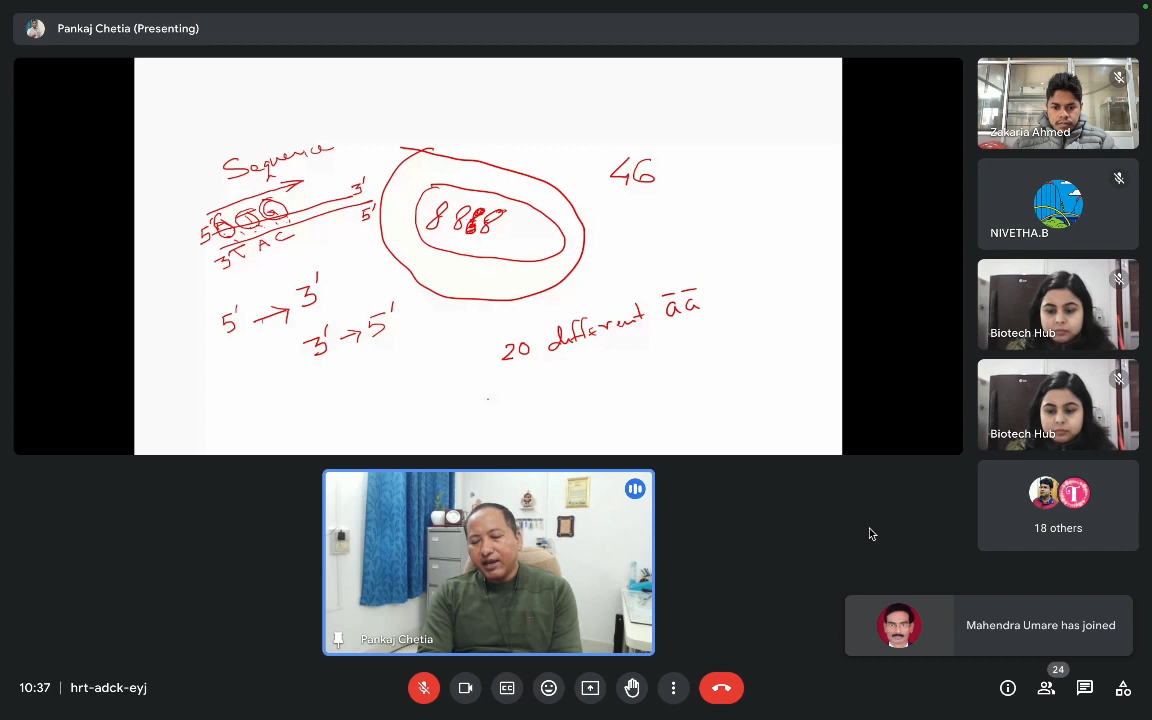 Pankaj Chetia (Presenting)
Sequence
46
5' A T G 3'
3' T A C 5'
5' → 3'
3' → 5'
20 different a̅a̅
Zakaria Ahmed
NIVETHA.B
Biotech Hub
Biotech Hub
18 others
Pankaj Chetia
Mahendra Umare has joined
10:37 | hrt-adck-eyj
24